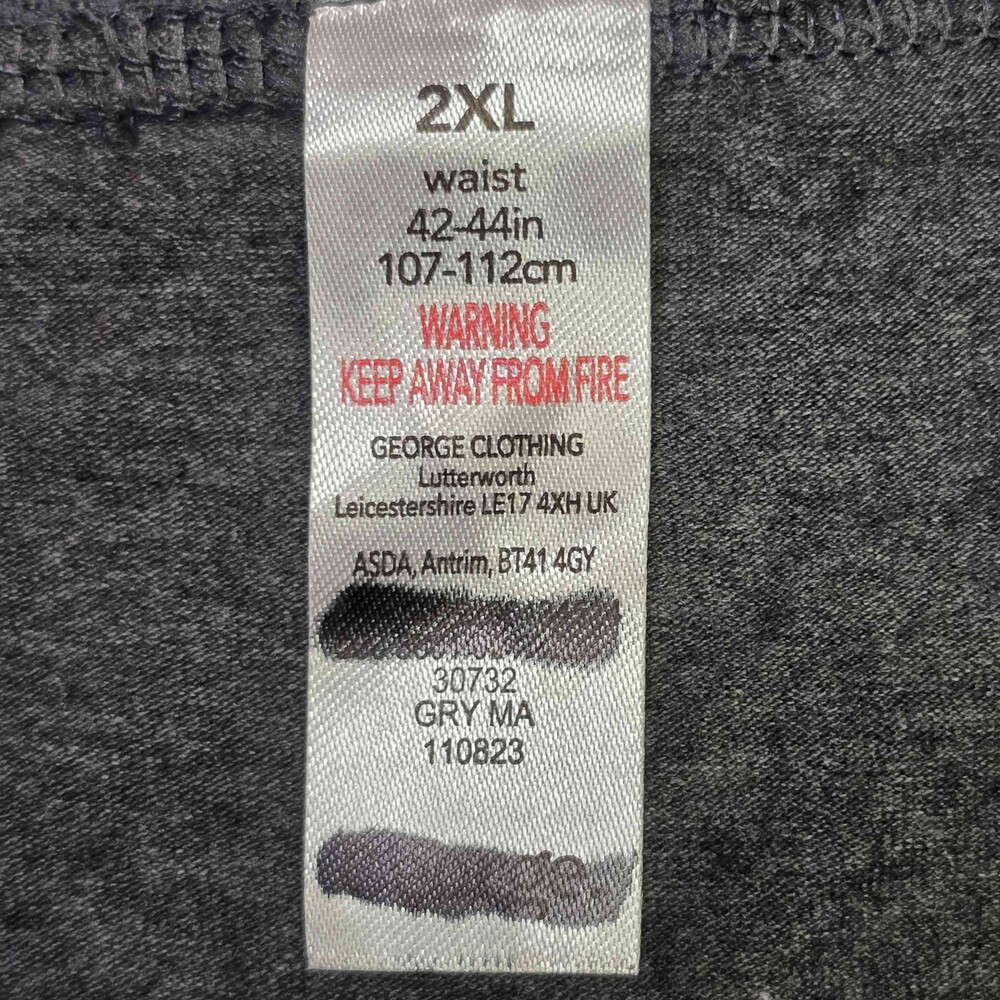 2XL
waist
42-44in
107-112cm
WARNING
KEEP AWAY FROM FIRE
GEORGE CLOTHING
Lutterworth
Leicestershire LE17 4XH UK
ASDA, Antrim, BT41 4GY
30732
GRY MA
110823